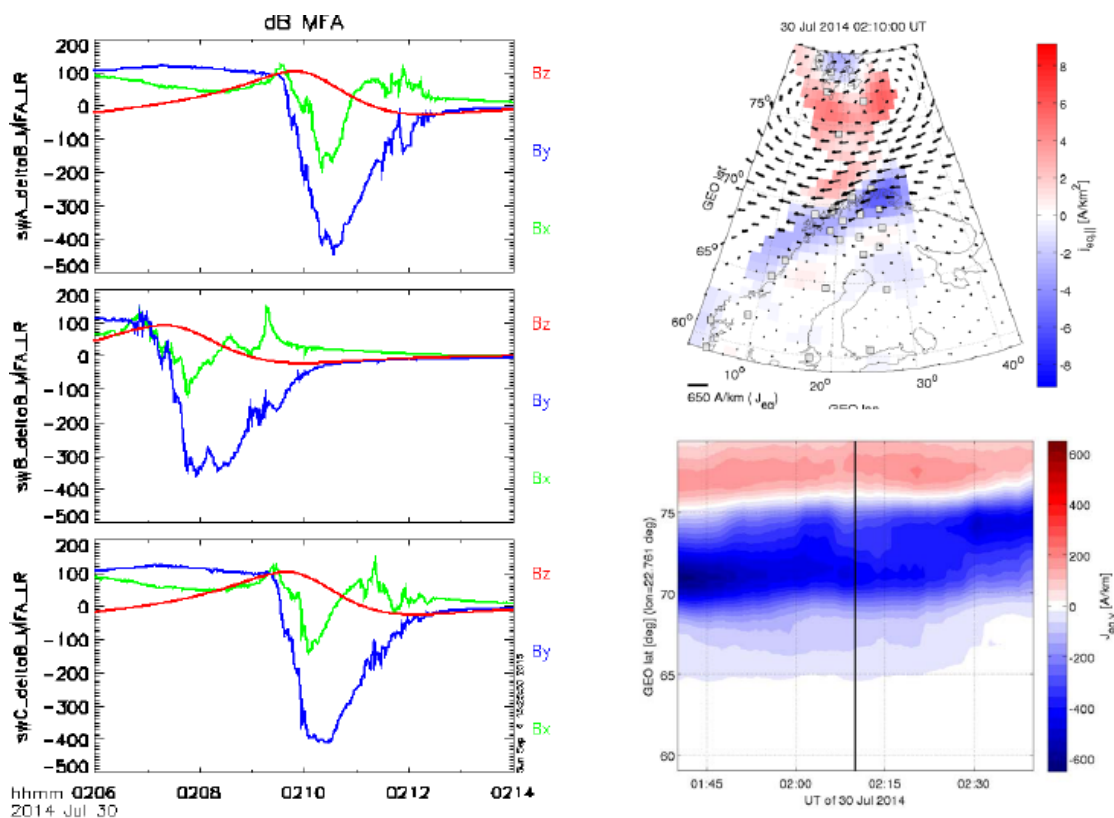 dB MFA
200
100
0
-100
-200
-300
-400
-500
swA_deltaB_MFA_LR
Bz
By
Bx
200
100
0
-100
-200
-300
-400
-500
swB_deltaB_MFA_LR
Bz
By
Bx
200
100
0
-100
-200
-300
-400
-500
swC_deltaB_MFA_LR
Bz
By
Bx
hhmm 0206 0208 0210 0212 0214
2014 Jul 30
30 Jul 2014 02:10:00 UT
75°
70°
65°
60°
GEO lat
10° 20° 30° 40°
650 A/km ( Jeq )
GEO lon
8
6
4
2
0
-2
-4
-6
-8
jeq,|| [A/km²]
75
70
65
60
GEO lat [deg] (lon=22.761 deg)
01:45 02:00 02:15 02:30
UT of 30 Jul 2014
600
400
200
0
-200
-400
-600
Jeq,y [A/km]